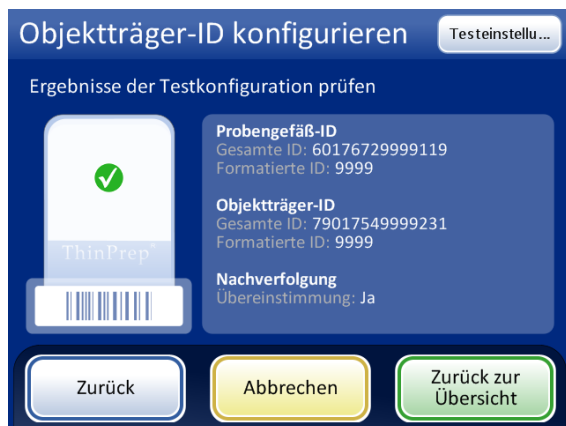 Objektträger-ID konfigurieren
Testeinstellu...
Ergebnisse der Testkonfiguration prüfen
ThinPrep®
Probengefäß-ID
Gesamte ID: 60176729999119
Formatierte ID: 9999
Objektträger-ID
Gesamte ID: 79017549999231
Formatierte ID: 9999
Nachverfolgung
Übereinstimmung: Ja
Zurück
Abbrechen
Zurück zur
Übersicht